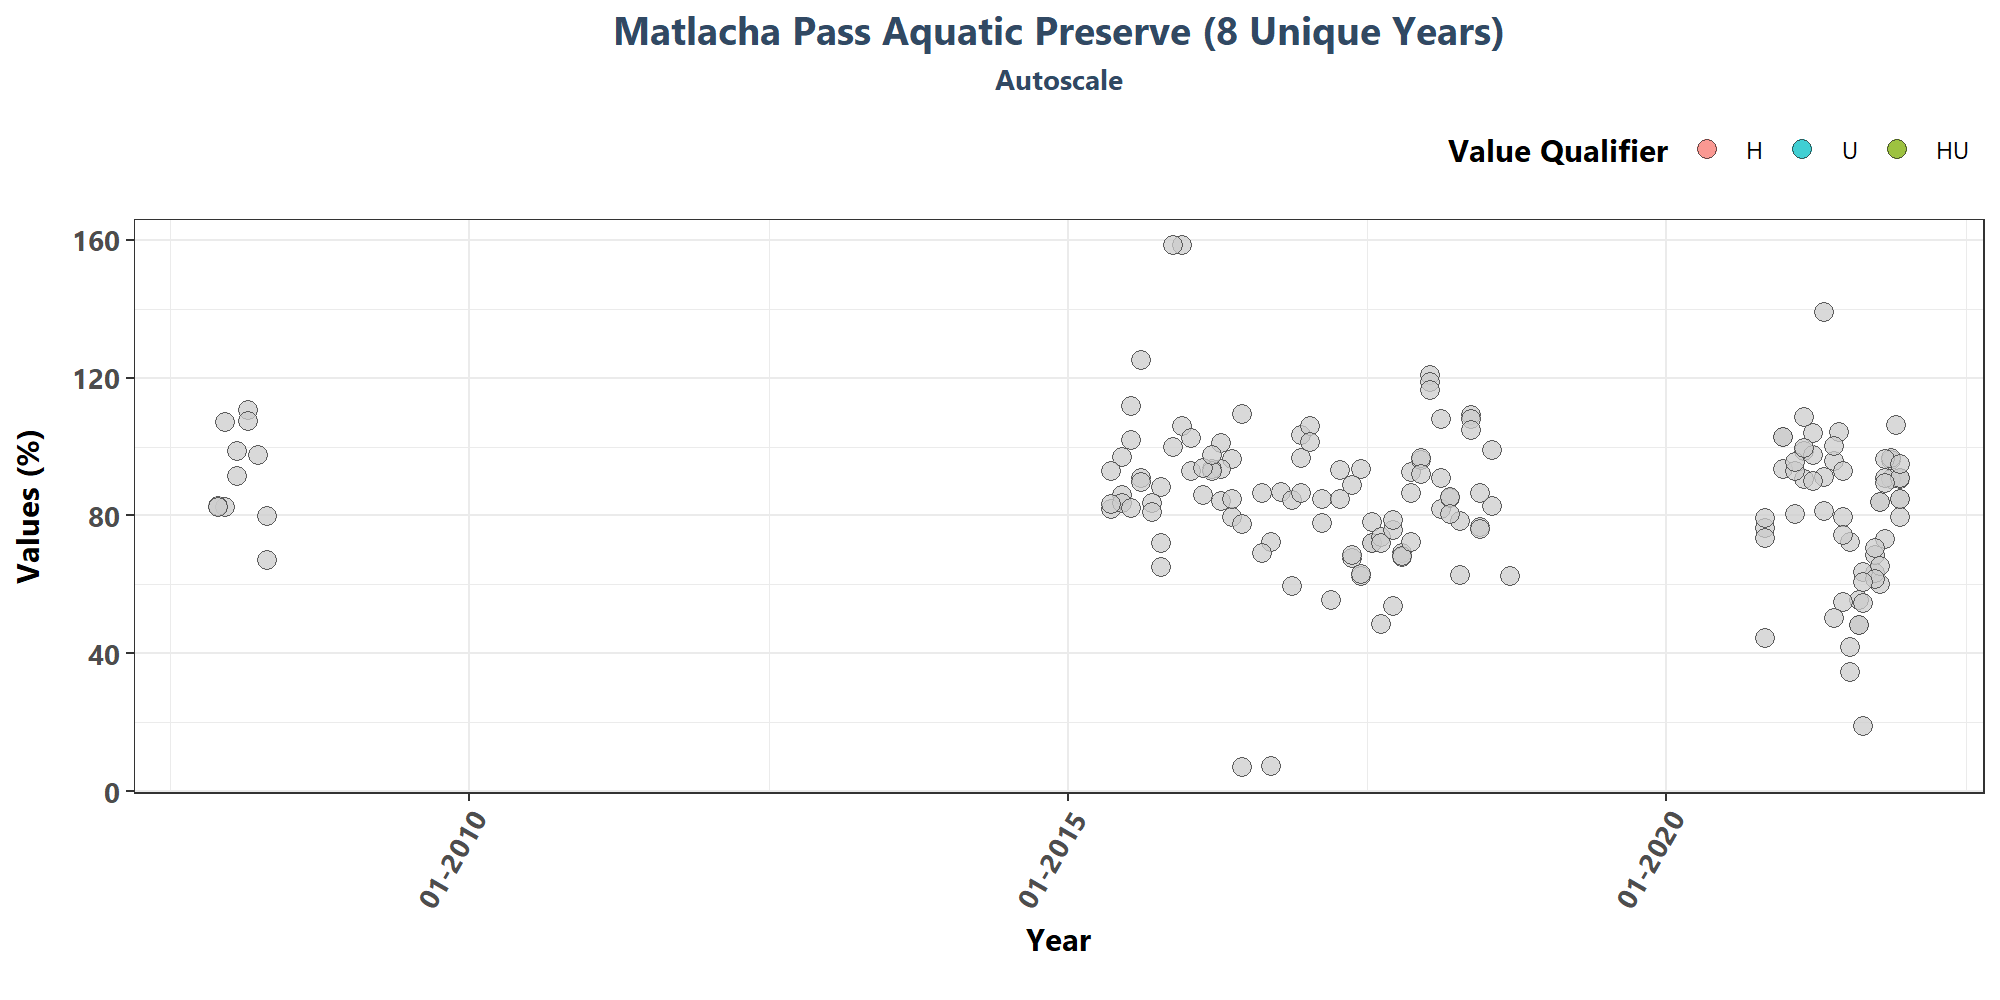 Matlacha Pass Aquatic Preserve (8 Unique Years)
Autoscale
Value Qualifier H U HU
Values (%)
160
120
80
40
0
01-2010 01-2015 01-2020
Year